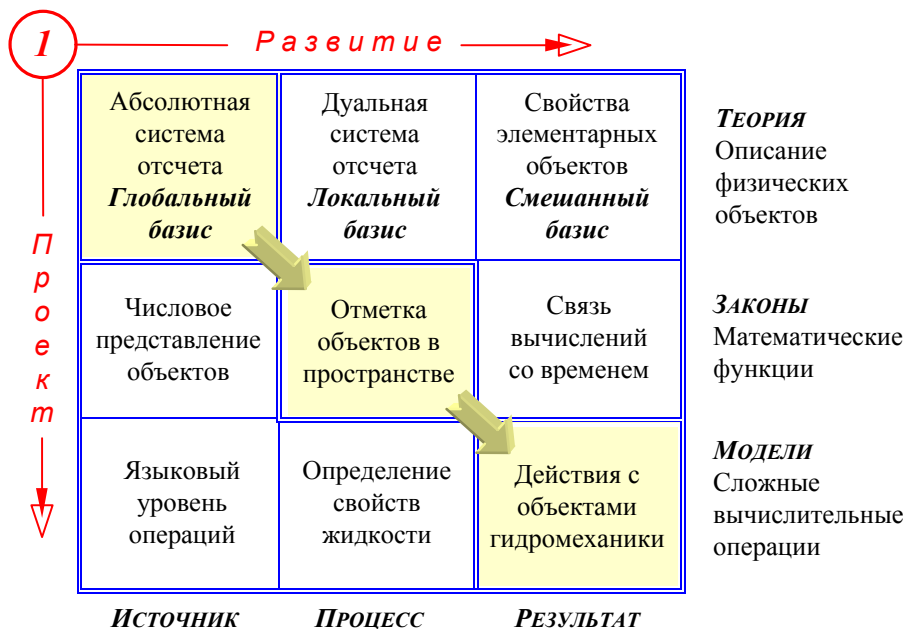 1
Развитие
Проект
Абсолютная
система
отсчета
Глобальный
базис
Дуальная
система
отсчета
Локальный
базис
Свойства
элементарных
объектов
Смешанный
базис
ТЕОРИЯ
Описание
физических
объектов
Числовое
представление
объектов
Отметка
объектов в
пространстве
Связь
вычислений
со временем
ЗАКОНЫ
Математические
функции
Языковый
уровень
операций
Определение
свойств
жидкости
Действия с
объектами
гидромеханики
МОДЕЛИ
Сложные
вычислительные
операции
ИСТОЧНИК
ПРОЦЕСС
РЕЗУЛЬТАТ